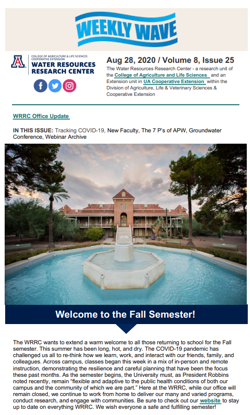 WEEKLY WAVE
COLLEGE OF AGRICULTURE & LIFE SCIENCES
COOPERATIVE EXTENSION
WATER RESOURCES
RESEARCH CENTER
Aug 28, 2020 / Volume 8, Issue 25
The Water Resources Research Center - a research unit of
the College of Agriculture and Life Sciences and an
Extension unit in UA Cooperative Extension within the
Division of Agriculture, Life & Veterinary Sciences &
Cooperative Extension
WRRC Office Update
IN THIS ISSUE: Tracking COVID-19, New Faculty, The 7 P's of APW, Groundwater
Conference, Webinar Archive
Welcome to the Fall Semester!
The WRRC wants to extend a warm welcome to all those returning to school for the Fall
semester. This summer has been long, hot, and dry. The COVID-19 pandemic has
challenged us all to re-think how we learn, work, and interact with our friends, family, and
colleagues. Across campus, classes began this week in a mix of in-person and remote
instruction, demonstrating the resilience and careful planning that have been the focus
these past months. As the semester begins, the University must, as President Robbins
noted recently, remain "flexible and adaptive to the public health conditions of both our
campus and the community of which we are part." Here at the WRRC, while our office will
remain closed, we continue to work from home to deliver our many and varied programs,
conduct research, and engage with communities. Be sure to check out our website to stay
up to date on everything WRRC. We wish everyone a safe and fulfilling semester!